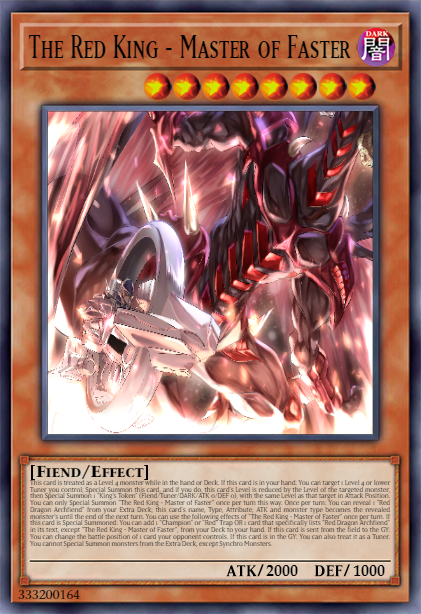 The Red King - Master of Faster
DARK
闇
[Fiend/Effect]
This card is treated as a Level 4 monster while in the hand or Deck. If this card is in your hand: You can target 1 Level 4 or lower
Tuner you control; Special Summon this card, and if you do, this card's Level is reduced by the Level of the targeted monster,
then Special Summon 1 "King's Token" (Fiend/Tuner/DARK/ATK 0/DEF 0), with the same Level as that target in Attack Position.
You can only Special Summon "The Red King - Master of Faster" once per turn this way. Once per turn: You can reveal 1 "Red
Dragon Archfiend" from your Extra Deck, this card's name, Type, Attribute, ATK and monster type becomes the revealed
monster's until the end of the next turn. You can use the following effects of "The Red King - Master of Faster" once per turn. If
this card is Special Summoned: You can add 1 "Champion" or "Red" Trap OR 1 card that specifically lists "Red Dragon Archfiend"
in its text, except "The Red King - Master of Faster", from your Deck to your hand. If this card is sent from the field to the GY:
You can change the battle position of 1 card your opponent controls. If this card is in the GY: You can also treat it as a Tuner.
You cannot Special Summon monsters from the Extra Deck, except Synchro Monsters.
ATK/2000 DEF/1000
333200164